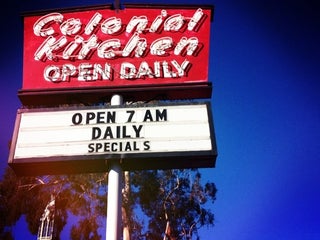 Colonial
Kitchen
OPEN DAILY
OPEN 7 AM
DAILY
SPECIALS